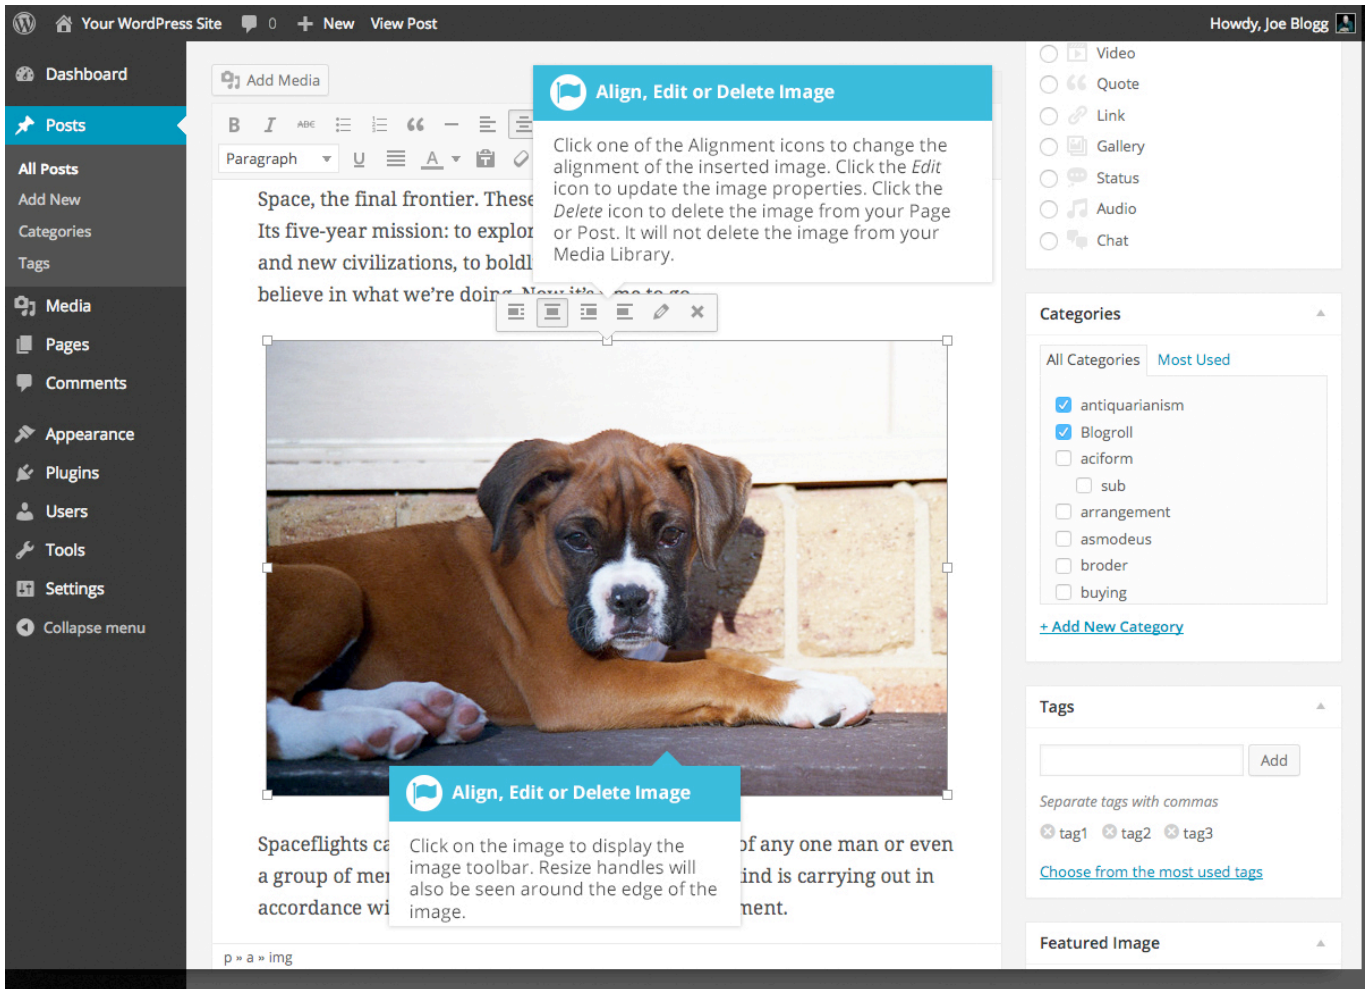 Your WordPress Site
0
New
View Post
Howdy, Joe Blogg
Dashboard
Posts
All Posts
Add New
Categories
Tags
Media
Pages
Comments
Appearance
Plugins
Users
Tools
Settings
Collapse menu
Add Media
B I ABC
Paragraph U A
Space, the final frontier. These
Its five-year mission: to explor
and new civilizations, to boldl
believe in what we're doing. Now it's
Align, Edit or Delete Image
Click one of the Alignment icons to change the
alignment of the inserted image. Click the Edit
icon to update the image properties. Click the
Delete icon to delete the image from your Page
or Post. It will not delete the image from your
Media Library.
Align, Edit or Delete Image
Click on the image to display the
image toolbar. Resize handles will
also be seen around the edge of the
image.
Spaceflights ca of any one man or even
a group of me ind is carrying out in
accordance wi ment.
p » a » img
Video
Quote
Link
Gallery
Status
Audio
Chat
Categories
All Categories
Most Used
antiquarianism
Blogroll
aciform
sub
arrangement
asmodeus
broder
buying
+ Add New Category
Tags
Add
Separate tags with commas
tag1 tag2 tag3
Choose from the most used tags
Featured Image